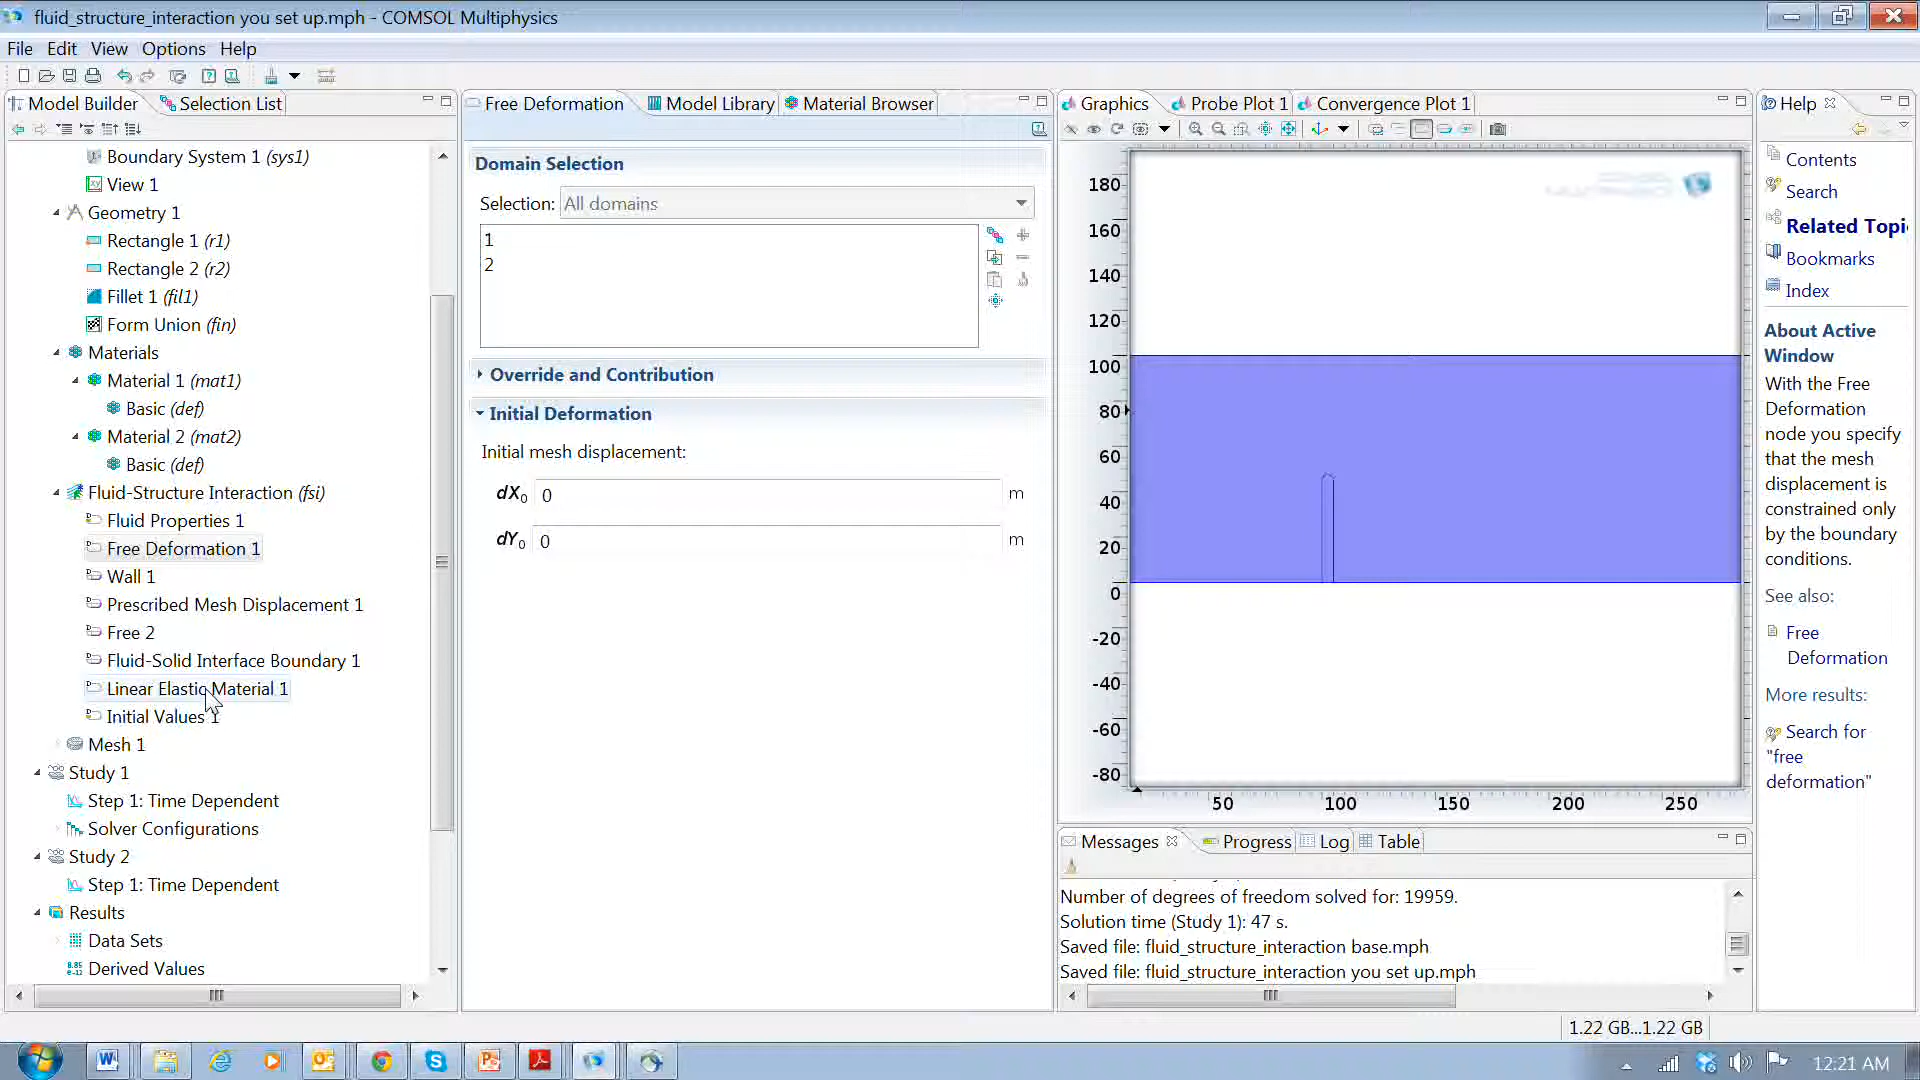 fluid_structure_interaction you set up.mph - COMSOL Multiphysics
File Edit View Options Help
Model Builder Selection List
Boundary System 1 (sys1)
View 1
Geometry 1
Rectangle 1 (r1)
Rectangle 2 (r2)
Fillet 1 (fil1)
Form Union (fin)
Materials
Material 1 (mat1)
Basic (def)
Material 2 (mat2)
Basic (def)
Fluid-Structure Interaction (fsi)
Fluid Properties 1
Free Deformation 1
Wall 1
Prescribed Mesh Displacement 1
Free 2
Fluid-Solid Interface Boundary 1
Linear Elastic Material 1
Initial Values 1
Mesh 1
Study 1
Step 1: Time Dependent
Solver Configurations
Study 2
Step 1: Time Dependent
Results
Data Sets
8.85
e-12
Derived Values
Free Deformation Model Library Material Browser
Domain Selection
Selection: All domains
1
2
Override and Contribution
Initial Deformation
Initial mesh displacement:
dX0 0 m
dY0 0 m
Graphics Probe Plot 1 Convergence Plot 1
180
160
140
120
100
80
60
40
20
0
-20
-40
-60
-80
50 100 150 200 250
Messages Progress Log Table
Number of degrees of freedom solved for: 19959.
Solution time (Study 1): 47 s.
Saved file: fluid_structure_interaction base.mph
Saved file: fluid_structure_interaction you set up.mph
Help
Contents
Search
Related Topi
Bookmarks
Index
About Active
Window
With the Free
Deformation
node you specify
that the mesh
displacement is
constrained only
by the boundary
conditions.
See also:
Free
Deformation
More results:
Search for
"free
deformation"
1.22 GB...1.22 GB
12:21 AM